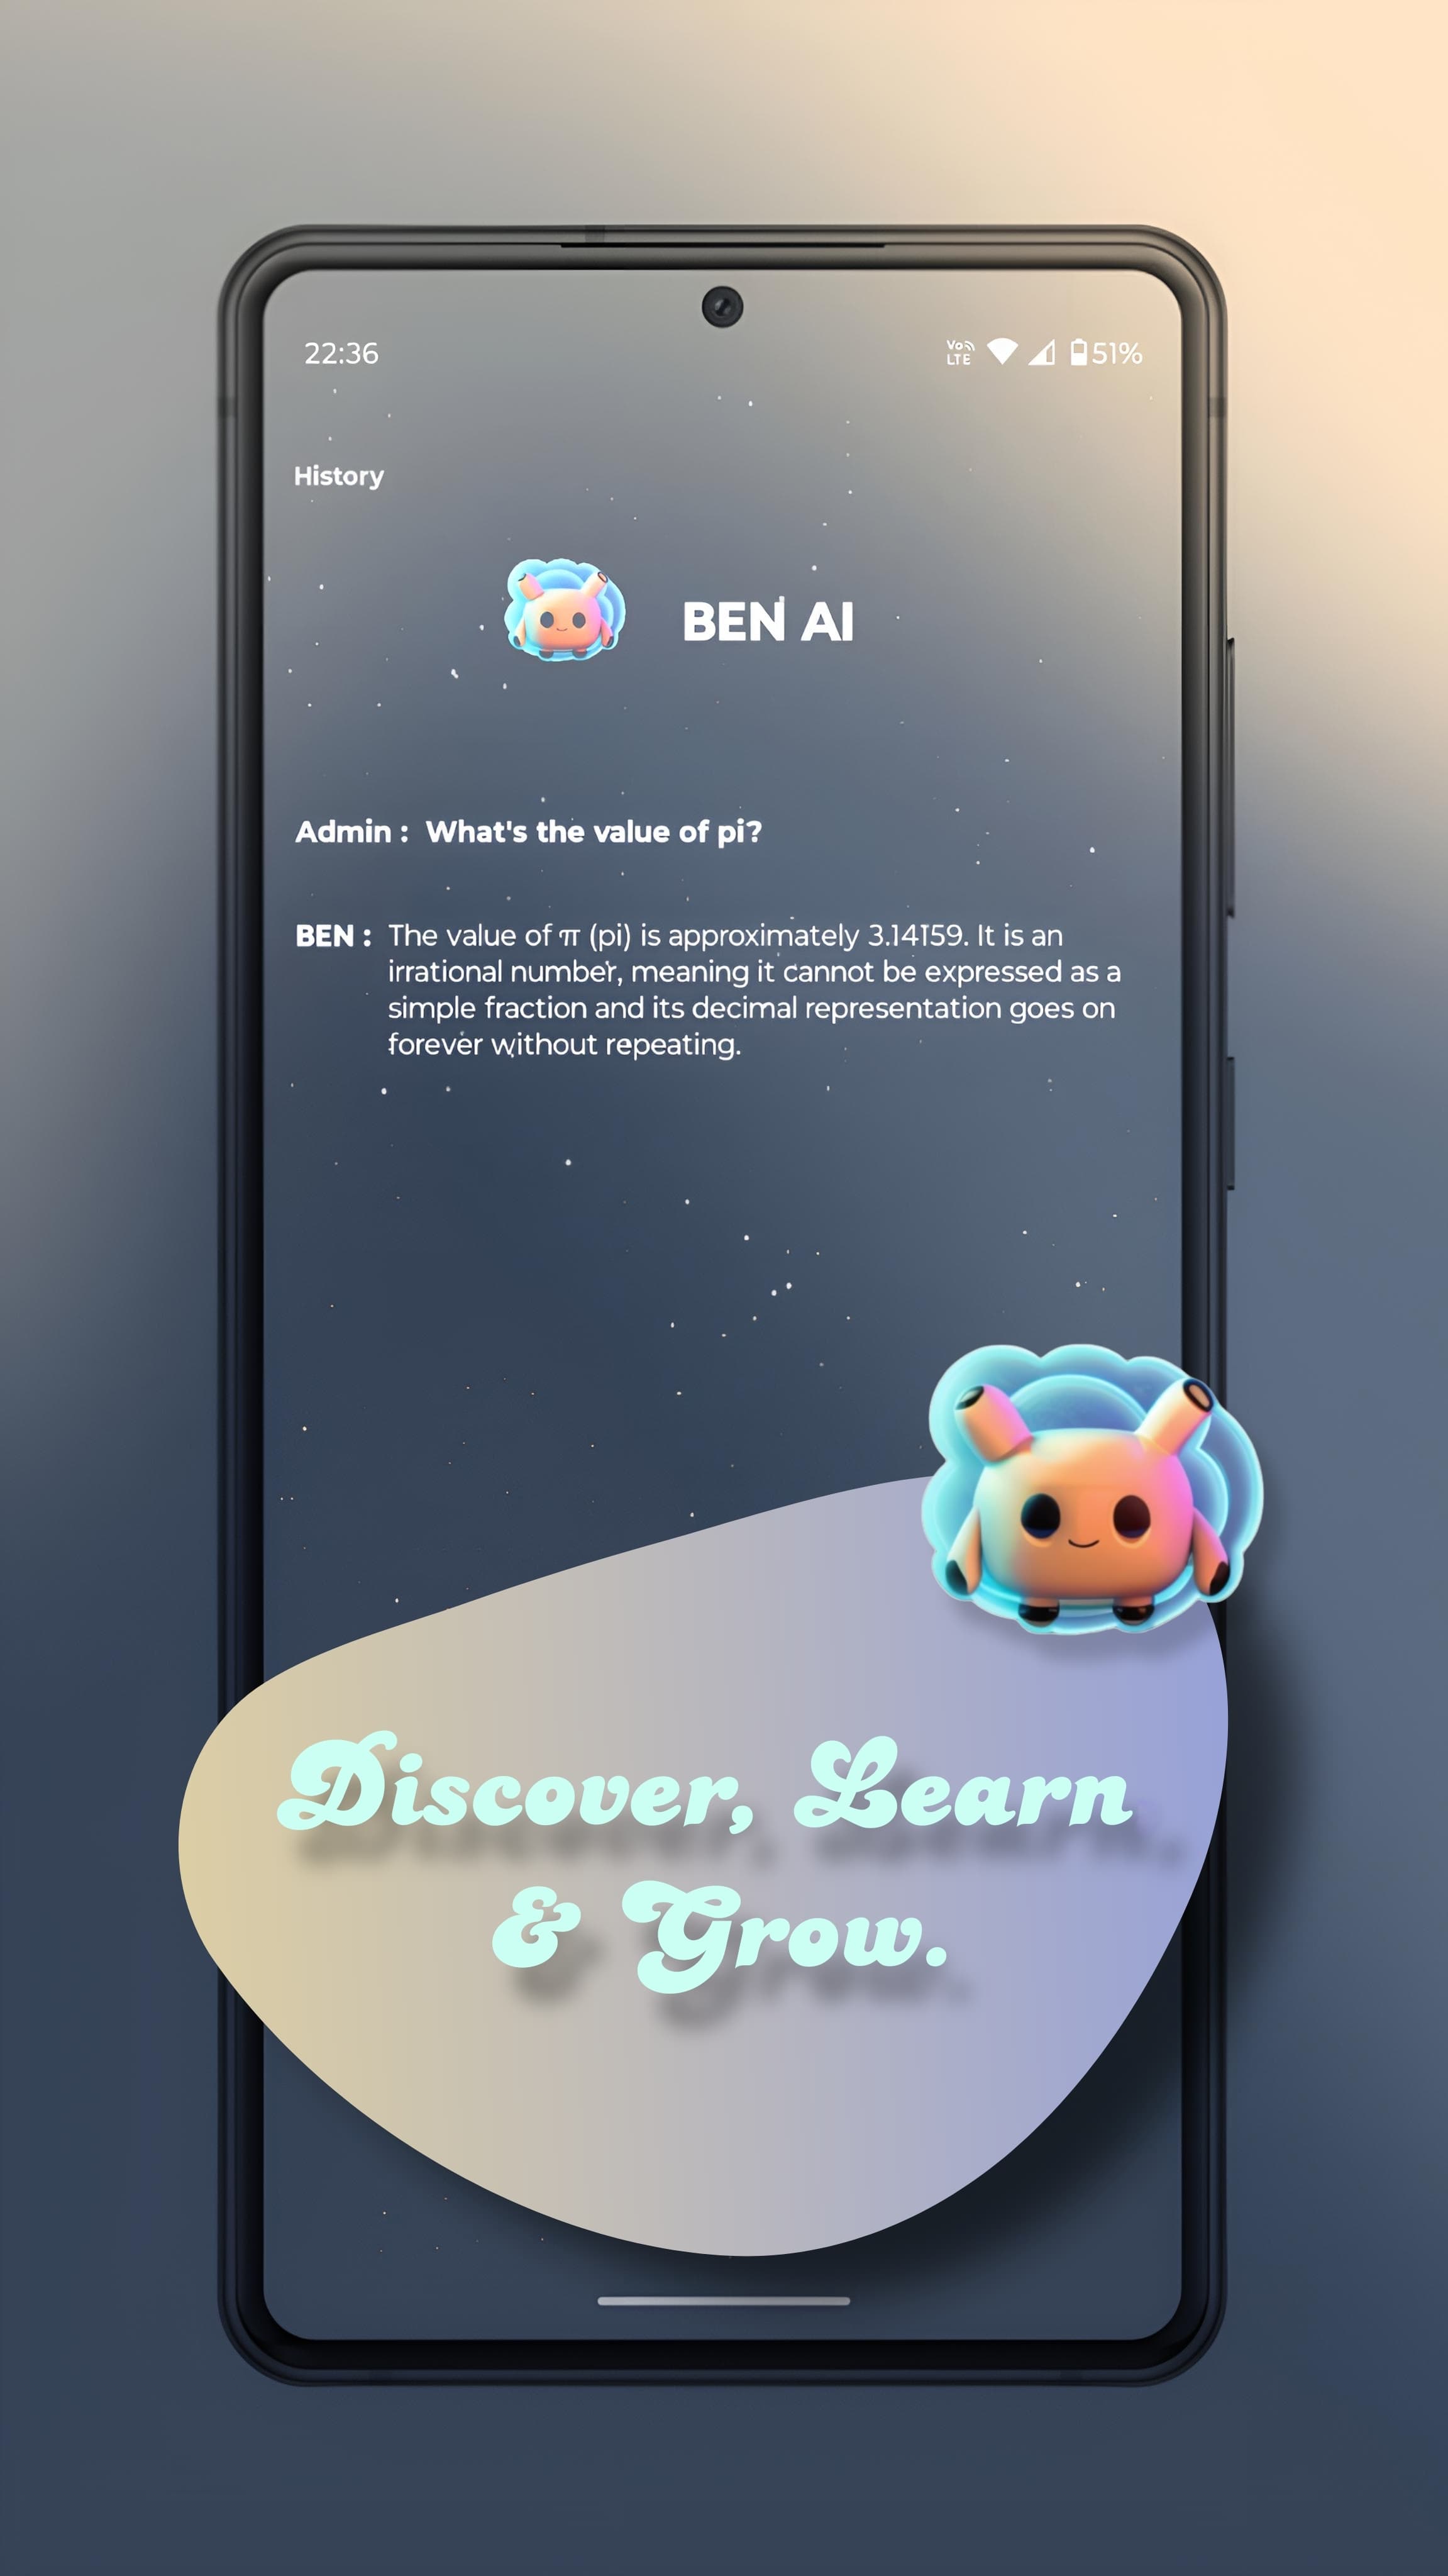 22:36
Vo LTE 51%
History
BEN AI
Admin : What's the value of pi?
BEN : The value of π (pi) is approximately 3.14159. It is an
irrational number, meaning it cannot be expressed as a
simple fraction and its decimal representation goes on
forever without repeating.
Discover, Learn
& Grow.